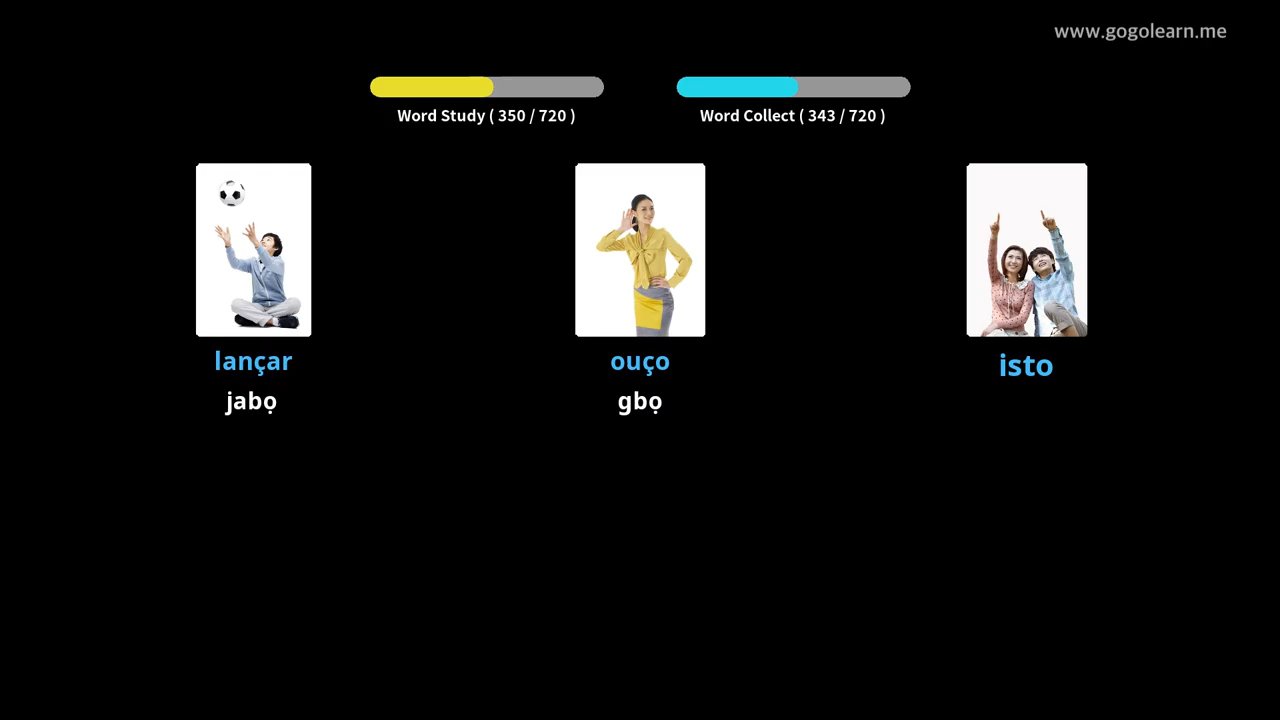 www.gogolearn.me
Word Study ( 350 / 720 )
Word Collect ( 343 / 720 )
lançar
jabọ
ouço
gbọ
isto